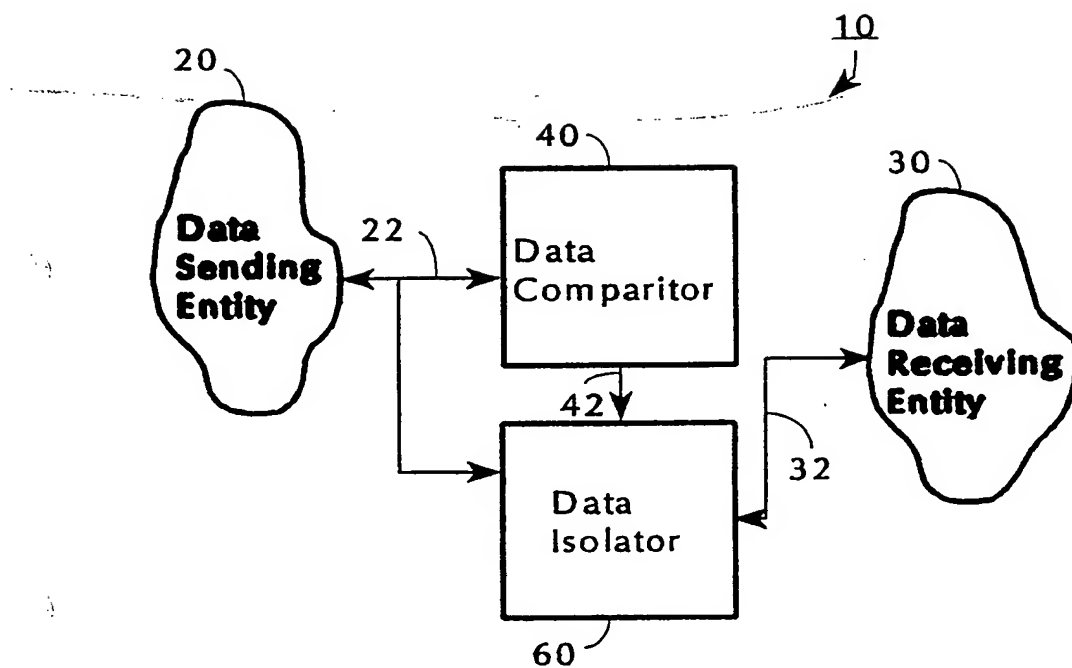 10
20
40
30
Data
Sending
Entity
22
Data
Comparitor
Data
Receiving
Entity
42
32
Data
Isolator
60